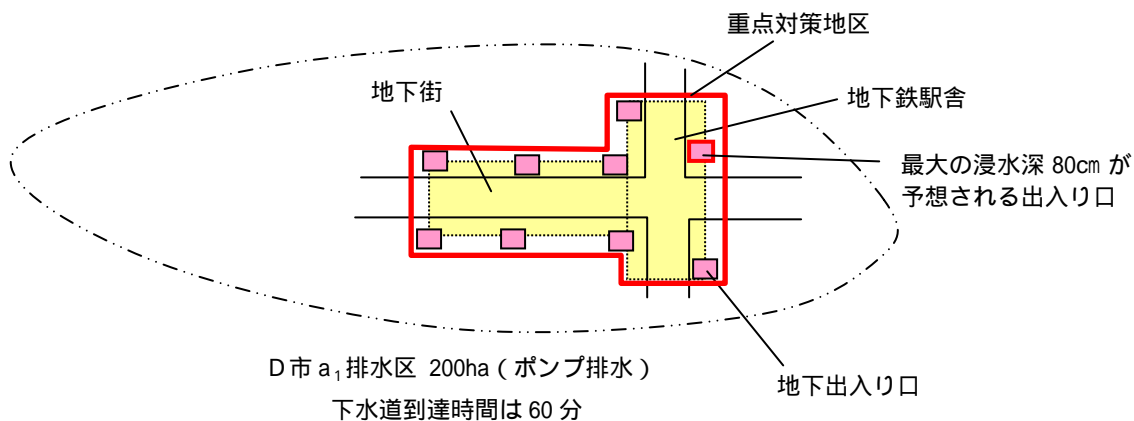 重点対策地区
地下街
地下鉄駅舎
最大の浸水深 80㎝ が
予想される出入り口
D市 a₁排水区 200ha（ポンプ排水）
下水道到達時間は 60 分
地下出入り口